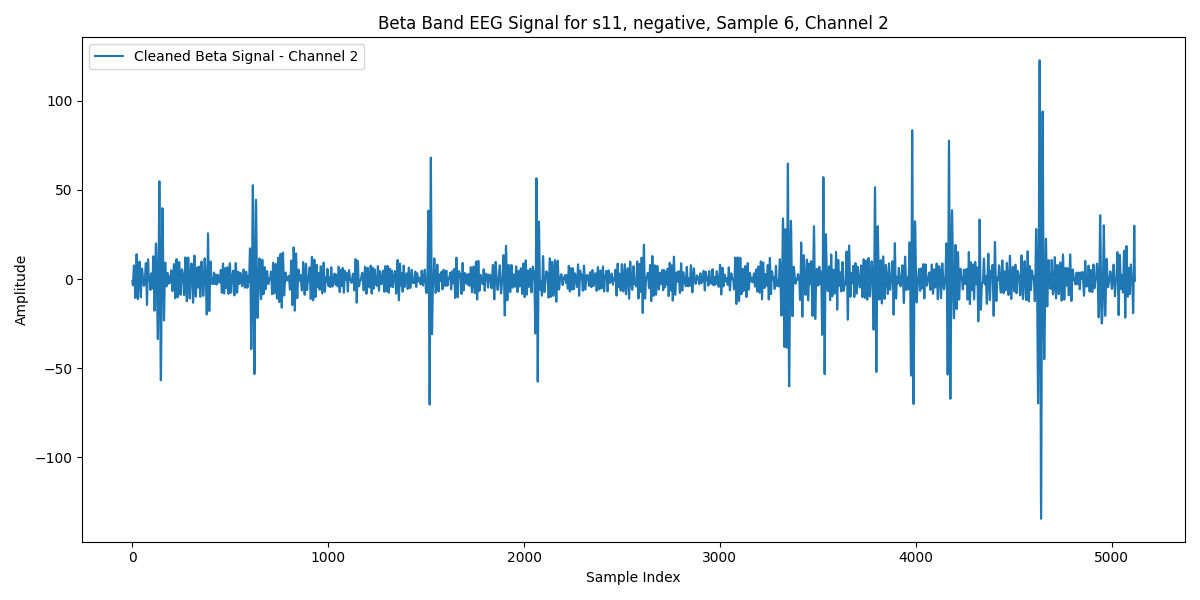 Beta Band EEG Signal for s11, negative, Sample 6, Channel 2
Cleaned Beta Signal - Channel 2
100
50
0
−50
−100
Amplitude
0 1000 2000 3000 4000 5000
Sample Index